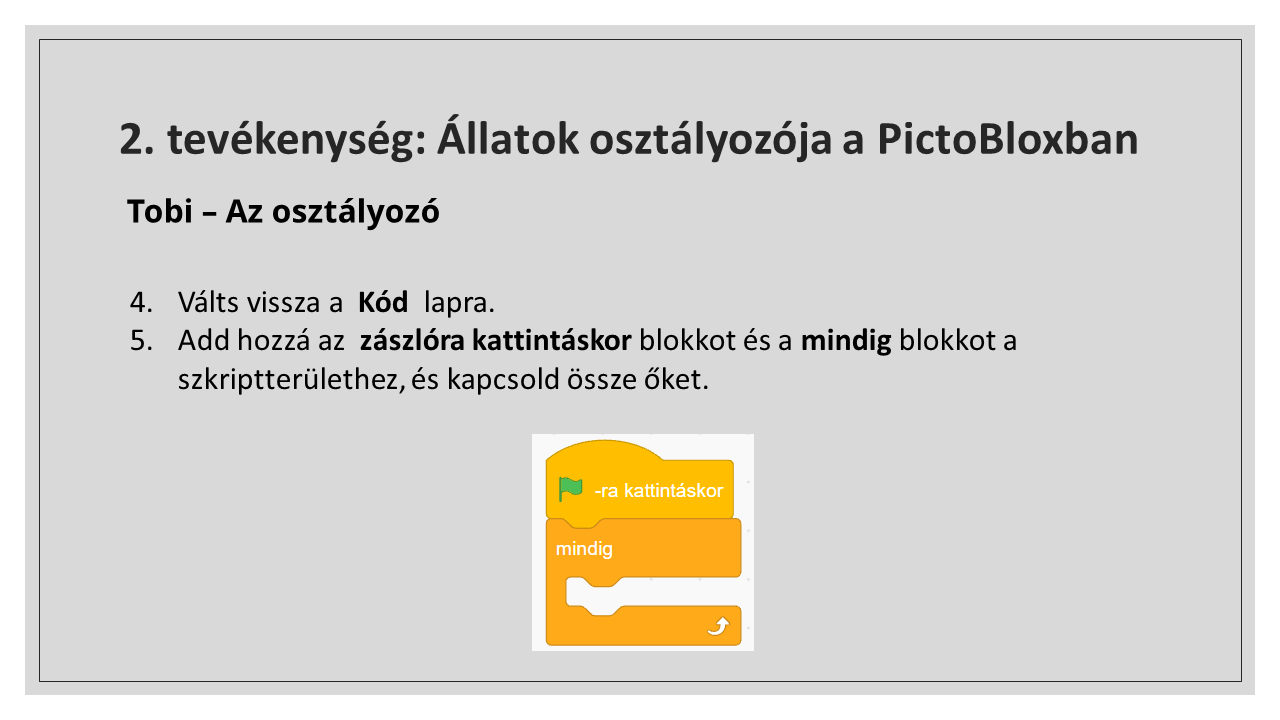 2. tevékenység: Állatok osztályozója a PictoBloxban
Tobi – Az osztályozó
4. Válts vissza a Kód lapra.
5. Add hozzá az zászlóra kattintáskor blokkot és a mindig blokkot a
szkriptterülethez, és kapcsold össze őket.
-ra kattintáskor
mindig